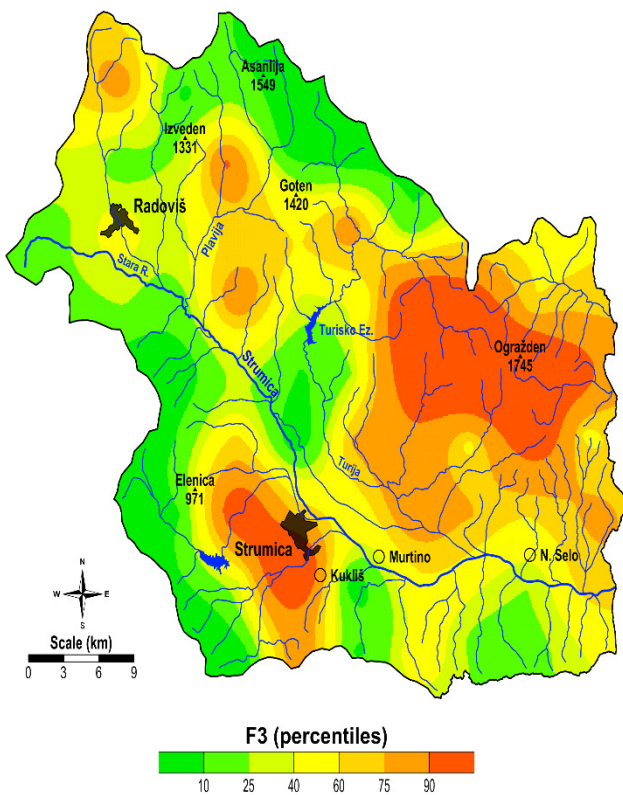 Asanlija
1549
Izveden
1331
Goten
1420
Radoviš
Plavija
Stara R.
Turisko Ez.
Ogražden
1745
Strumica
Turija
Elenica
971
Strumica
Murtino
N. Selo
Kukliš
N
W E
S
Scale (km)
0 3 6 9
F3 (percentiles)
10 25 40 60 75 90